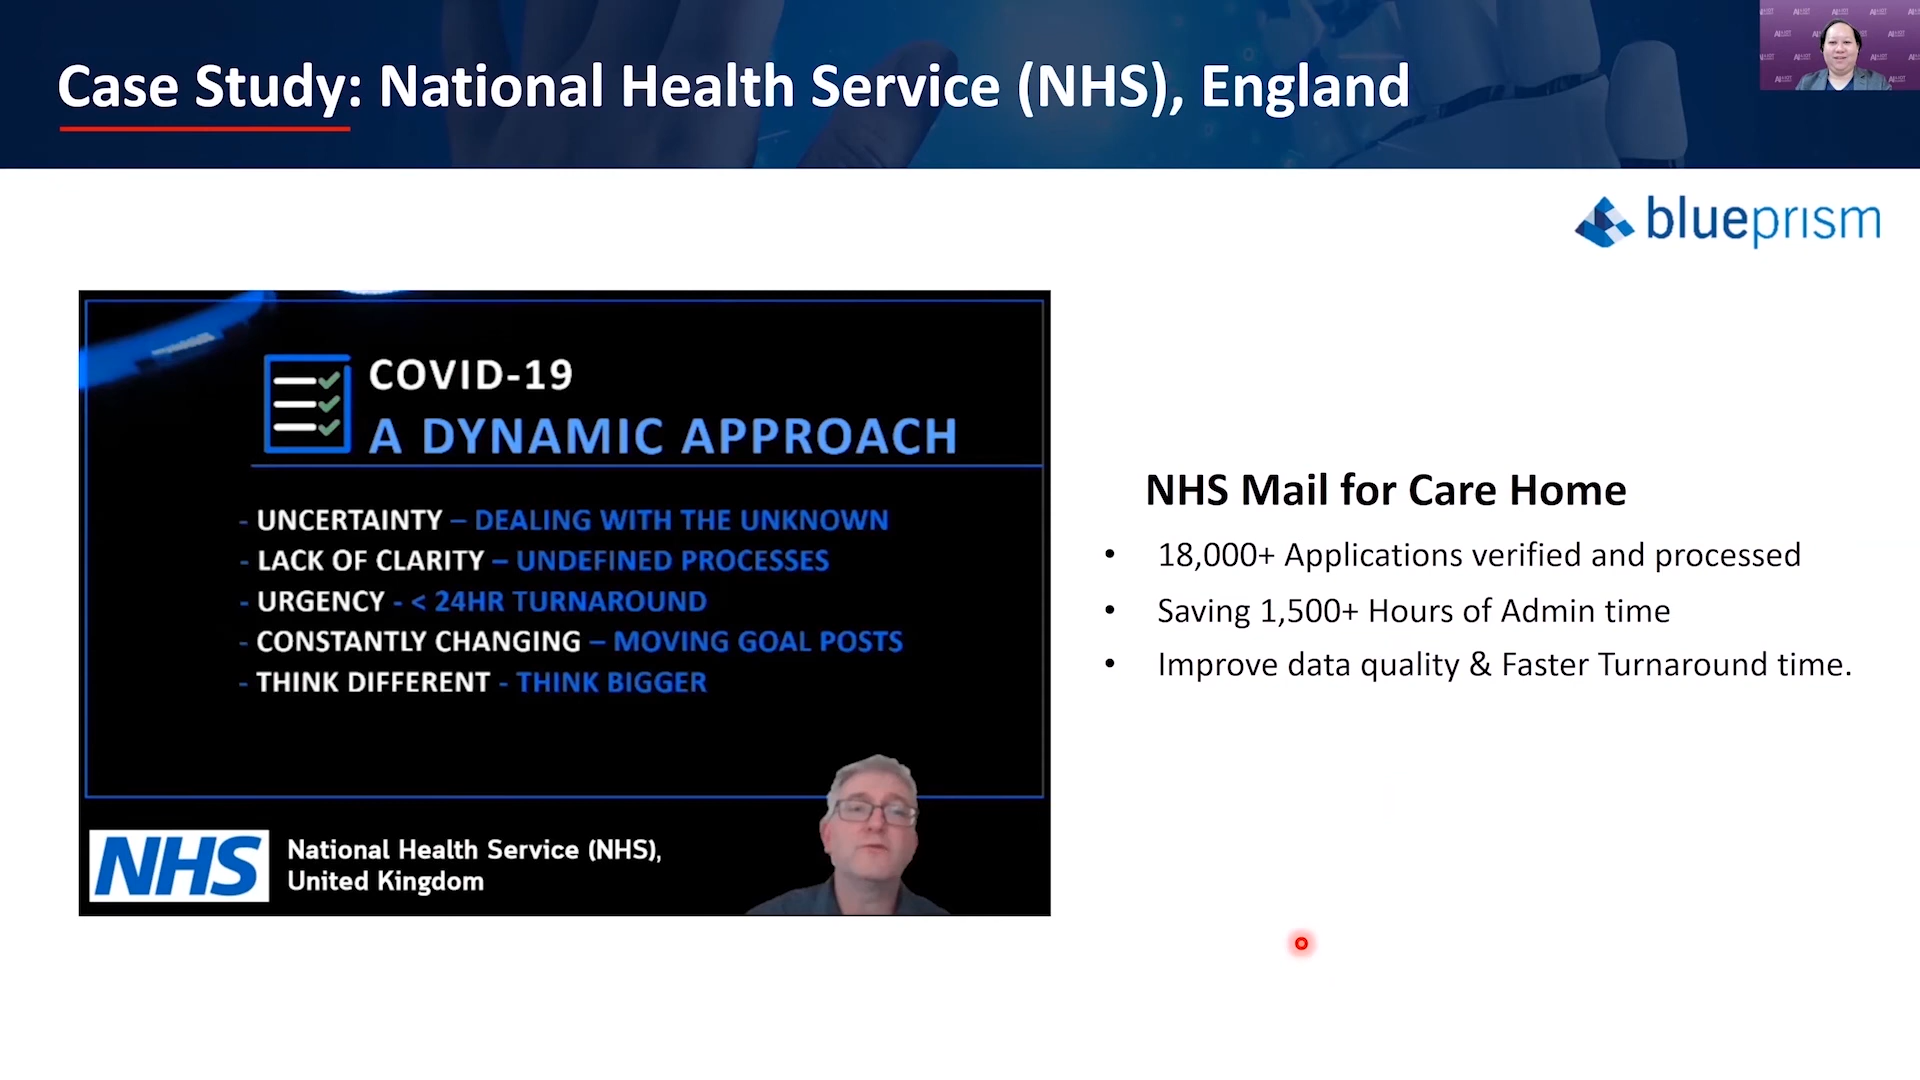 Case Study: National Health Service (NHS), England
blueprism
COVID-19
A DYNAMIC APPROACH
- UNCERTAINTY – DEALING WITH THE UNKNOWN
- LACK OF CLARITY – UNDEFINED PROCESSES
- URGENCY - < 24HR TURNAROUND
- CONSTANTLY CHANGING – MOVING GOAL POSTS
- THINK DIFFERENT - THINK BIGGER
NHS
National Health Service (NHS),
United Kingdom
NHS Mail for Care Home
• 18,000+ Applications verified and processed
• Saving 1,500+ Hours of Admin time
• Improve data quality & Faster Turnaround time.